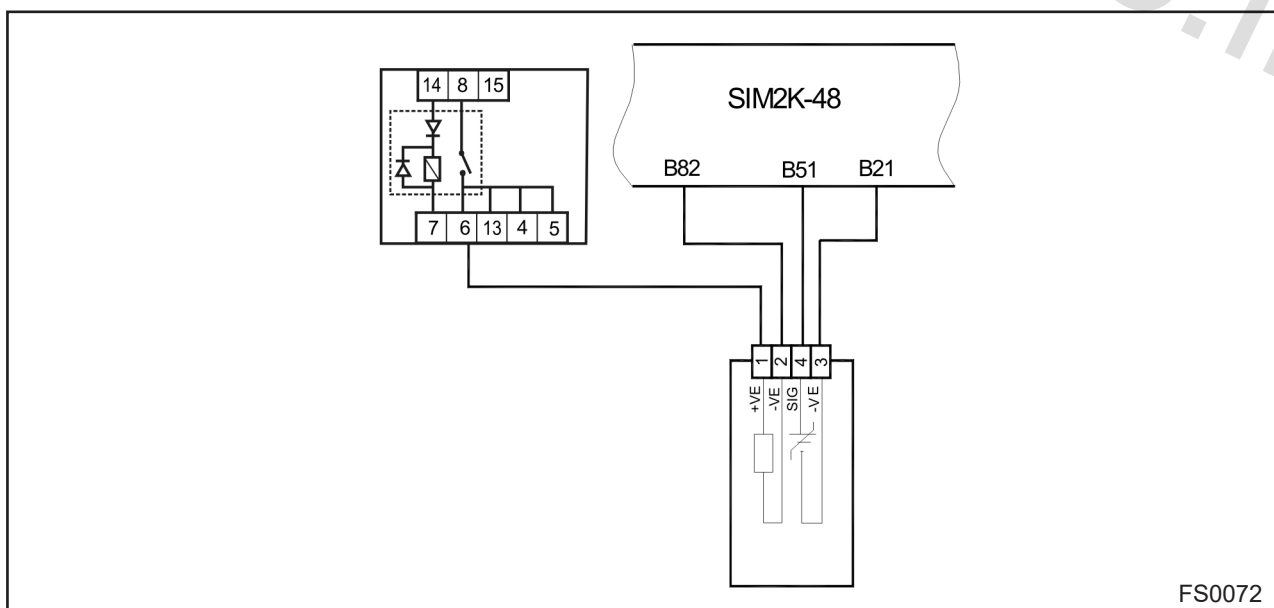 14 8 15
SIM2K-48
B82 B51 B21
7 6 13 4 5
1 2 4 3
+VE -VE SIG -VE
FS0072